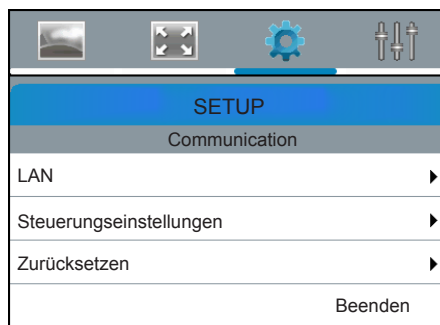 SETUP
Communication
LAN
Steuerungseinstellungen
Zurücksetzen
Beenden